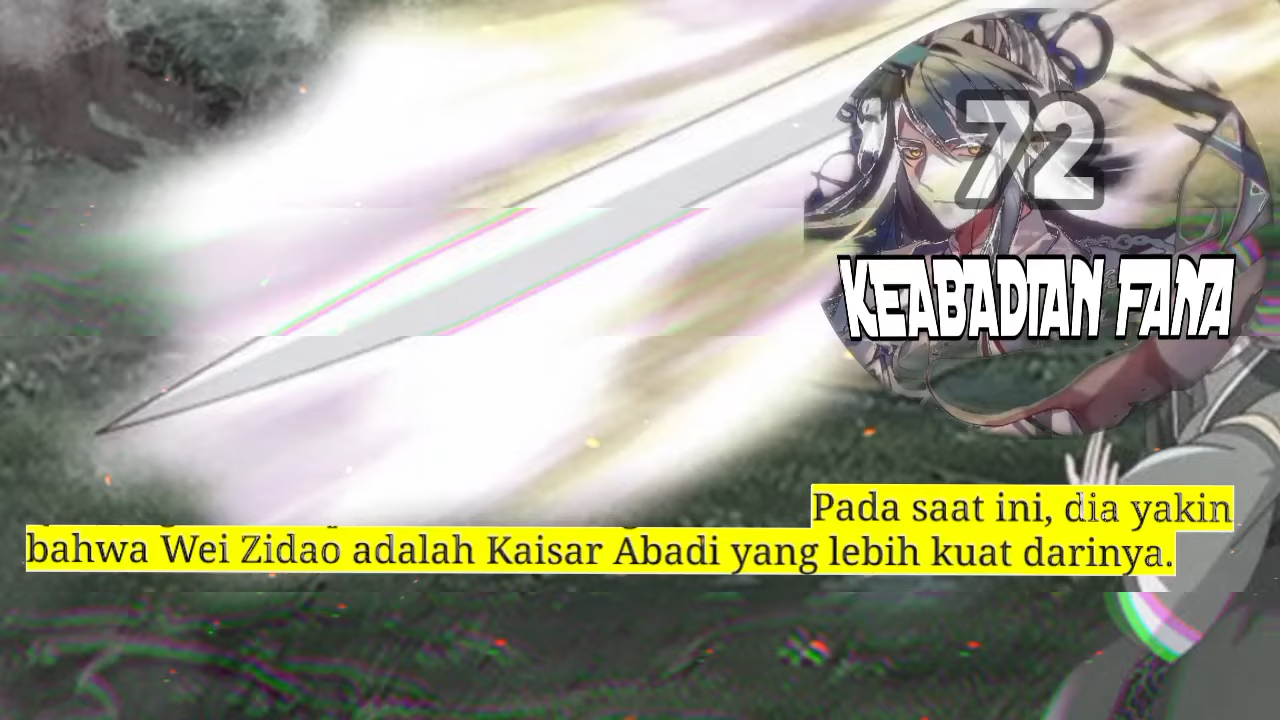 72
KEABADIAN FANA
Pada saat ini, dia yakin
bahwa Wei Zidao adalah Kaisar Abadi yang lebih kuat darinya.